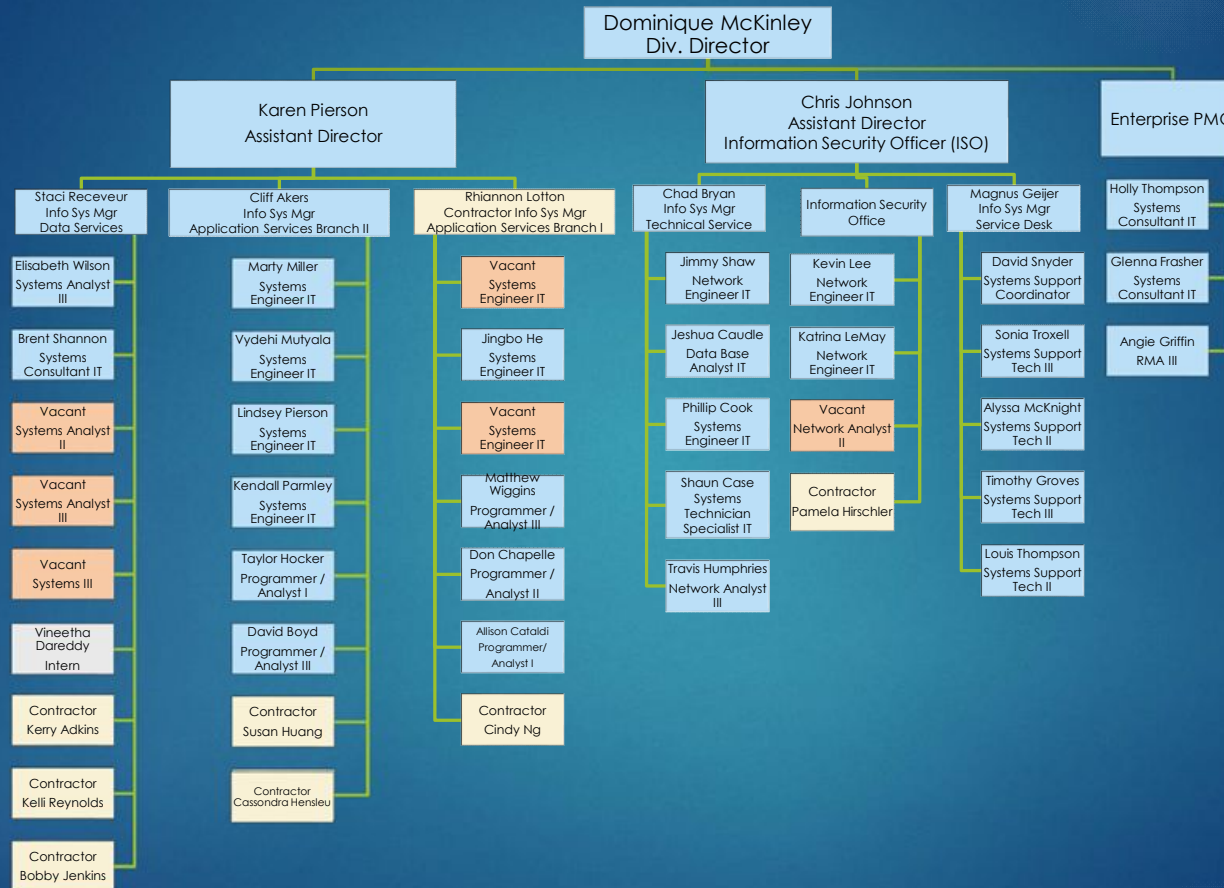 Dominique McKinley
Div. Director
Karen Pierson
Assistant Director
Chris Johnson
Assistant Director
Information Security Officer (ISO)
Enterprise PMO
Staci Receveur
Info Sys Mgr
Data Services
Cliff Akers
Info Sys Mgr
Application Services Branch II
Rhiannon Lotton
Contractor Info Sys Mgr
Application Services Branch I
Chad Bryan
Info Sys Mgr
Technical Service
Information Security
Office
Magnus Geijer
Info Sys Mgr
Service Desk
Holly Thompson
Systems
Consultant IT
Glenna Frasher
Systems
Consultant IT
Angie Griffin
RMA III
Elisabeth Wilson
Systems Analyst
III
Brent Shannon
Systems
Consultant IT
Vacant
Systems Analyst
II
Vacant
Systems Analyst
III
Vacant
Systems III
Vineetha
Dareddy
Intern
Contractor
Kerry Adkins
Contractor
Kelli Reynolds
Contractor
Bobby Jenkins
Marty Miller
Systems
Engineer IT
Vydehi Mutyala
Systems
Engineer IT
Lindsey Pierson
Systems
Engineer IT
Kendall Parmley
Systems
Engineer IT
Taylor Hocker
Programmer /
Analyst I
David Boyd
Programmer /
Analyst III
Contractor
Susan Huang
Contractor
Cassondra Hensleu
Vacant
Systems
Engineer IT
Jingbo He
Systems
Engineer IT
Vacant
Systems
Engineer IT
Matthew
Wiggins
Programmer /
Analyst III
Don Chapelle
Programmer /
Analyst II
Allison Cataldi
Programmer/
Analyst I
Contractor
Cindy Ng
Jimmy Shaw
Network
Engineer IT
Jeshua Caudle
Data Base
Analyst IT
Phillip Cook
Systems
Engineer IT
Shaun Case
Systems
Technician
Specialist IT
Travis Humphries
Network Analyst
III
Kevin Lee
Network
Engineer IT
Katrina LeMay
Network
Engineer IT
Vacant
Network Analyst
II
Contractor
Pamela Hirschler
David Snyder
Systems Support
Coordinator
Sonia Troxell
Systems Support
Tech III
Alyssa McKnight
Systems Support
Tech II
Timothy Groves
Systems Support
Tech III
Louis Thompson
Systems Support
Tech II